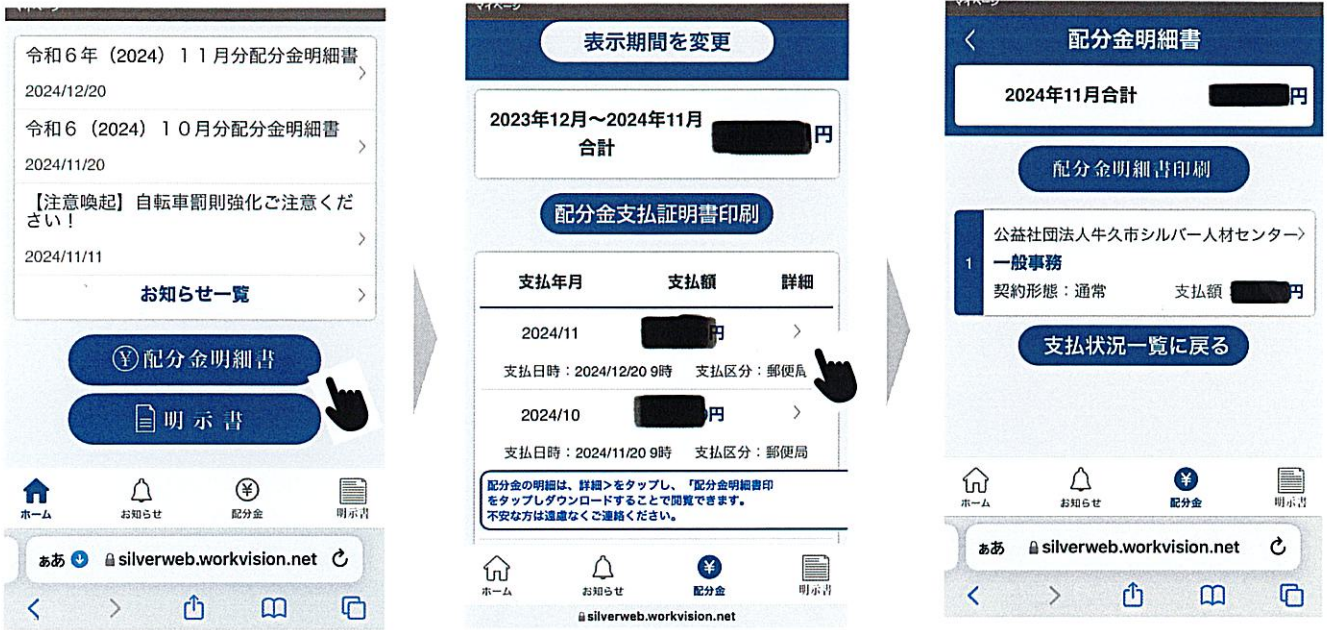 マイページ
令和６年（2024）１１月分配分金明細書
2024/12/20
令和６（2024）１０月分配分金明細書
2024/11/20
【注意喚起】自転車罰則強化ご注意くだ
さい！
2024/11/11
お知らせ一覧
配分金明細書
明示書
ホーム
お知らせ
配分金
明示書
ああ
silverweb.workvision.net
マイページ
表示期間を変更
2023年12月～2024年11月
合計
円
配分金支払証明書印刷
支払年月 支払額 詳細
2024/11 円
支払日時：2024/12/20 9時 支払区分：郵便局
2024/10 円
支払日時：2024/11/20 9時 支払区分：郵便局
配分金の明細は、詳細>をタップし、「配分金明細書印
をタップしダウンロードすることで閲覧できます。
不安な方は遠慮なくご連絡ください。
ホーム
お知らせ
配分金
明示書
silverweb.workvision.net
マイページ
配分金明細書
2024年11月合計 円
配分金明細書印刷
1
公益社団法人牛久市シルバー人材センター
一般事務
契約形態：通常 支払額 円
支払状況一覧に戻る
ホーム
お知らせ
配分金
明示書
ああ
silverweb.workvision.net